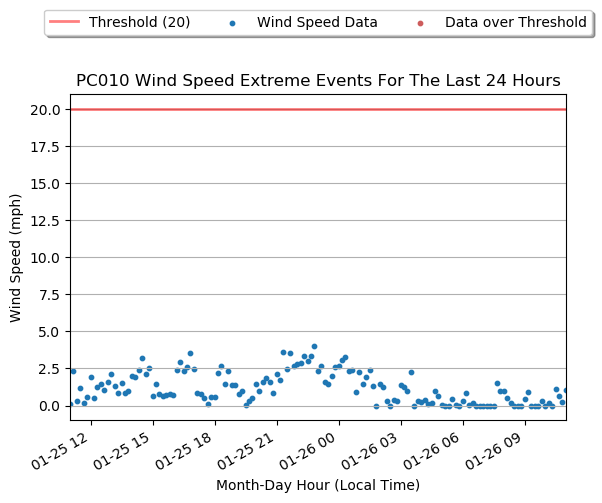 Threshold (20) Wind Speed Data Data over Threshold
PC010 Wind Speed Extreme Events For The Last 24 Hours
20.0
17.5
15.0
12.5
10.0
7.5
5.0
2.5
0.0
Wind Speed (mph)
01-25 12 01-25 15 01-25 18 01-25 21 01-26 00 01-26 03 01-26 06 01-26 09
Month-Day Hour (Local Time)